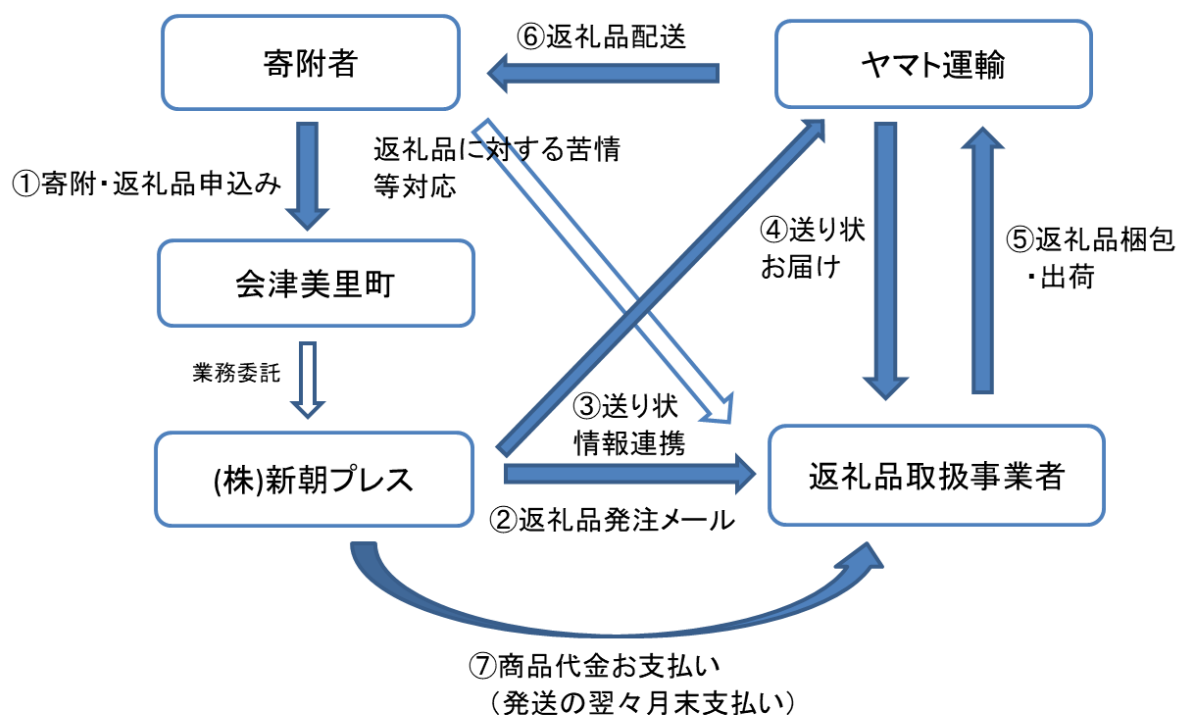 ⑥返礼品配送
寄附者
ヤマト運輸
返礼品に対する苦情
等対応
①寄附・返礼品申込み
④送り状
お届け
⑤返礼品梱包
・出荷
会津美里町
業務委託
③送り状
情報連携
(株)新朝プレス
返礼品取扱事業者
②返礼品発注メール
⑦商品代金お支払い
（発送の翌々月末支払い）